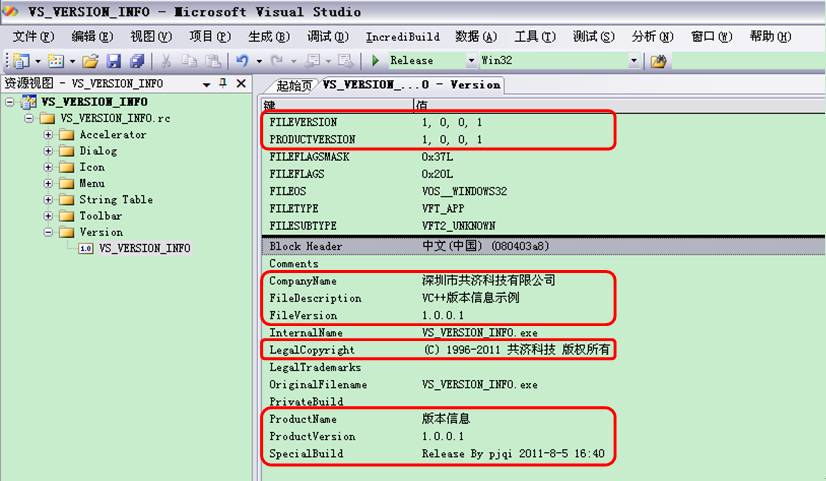 VS_VERSION_INFO - Microsoft Visual Studio
文件(F) 编辑(E) 视图(V) 项目(P) 生成(B) 调试(D) IncrediBuild 数据(A) 工具(T) 测试(S) 分析(N) 窗口(W) 帮助(H)
Release Win32
资源视图 - VS_VERSION_INFO
起始页 VS_VERSION_...O - Version
VS_VERSION_INFO
VS_VERSION_INFO.rc
Accelerator
Dialog
Icon
Menu
String Table
Toolbar
Version
1.0 VS_VERSION_INFO
键 值
FILEVERSION 1, 0, 0, 1
PRODUCTVERSION 1, 0, 0, 1
FILEFLAGSMASK 0x37L
FILEFLAGS 0x20L
FILEOS VOS__WINDOWS32
FILETYPE VFT_APP
FILESUBTYPE VFT2_UNKNOWN
Block Header 中文(中国) (080403a8)
Comments
CompanyName 深圳市共济科技有限公司
FileDescription VC++版本信息示例
FileVersion 1.0.0.1
InternalName VS_VERSION_INFO.exe
LegalCopyright (C) 1996-2011 共济科技 版权所有
LegalTrademarks
OriginalFilename VS_VERSION_INFO.exe
PrivateBuild
ProductName 版本信息
ProductVersion 1.0.0.1
SpecialBuild Release By pjqi 2011-8-5 16:40